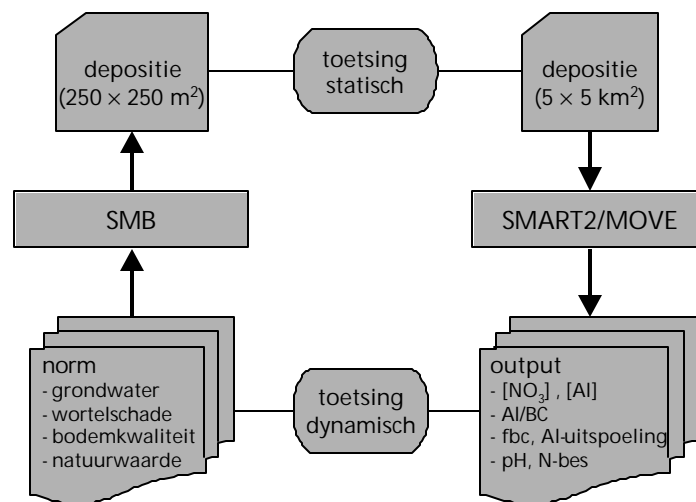 depositie
(250 × 250 m²)
toetsing
statisch
depositie
(5 × 5 km²)
SMB
SMART2/MOVE
norm
- grondwater
- wortelschade
- bodemkwaliteit
- natuurwaarde
toetsing
dynamisch
output
- [NO₃] , [Al]
- Al/BC
- fbc, Al-uitspoeling
- pH, N-bes